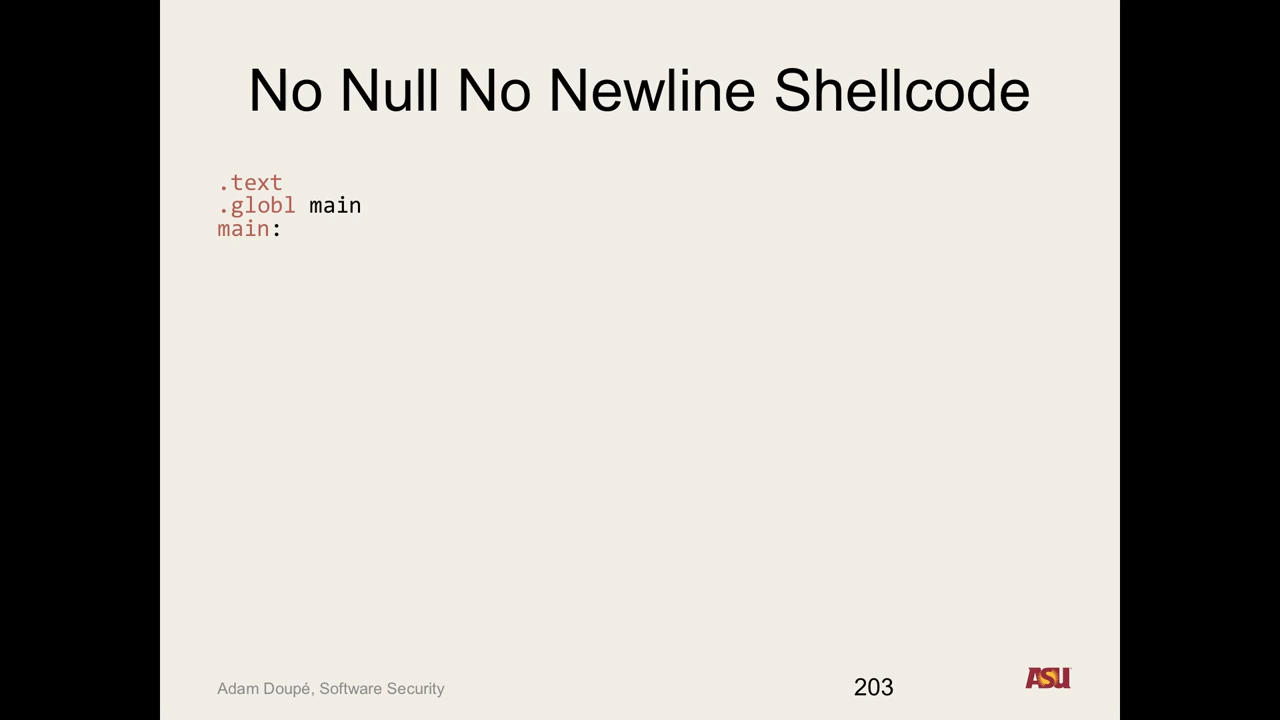 No Null No Newline Shellcode
.text
.globl main
main:
Adam Doupé, Software Security
203
ASU